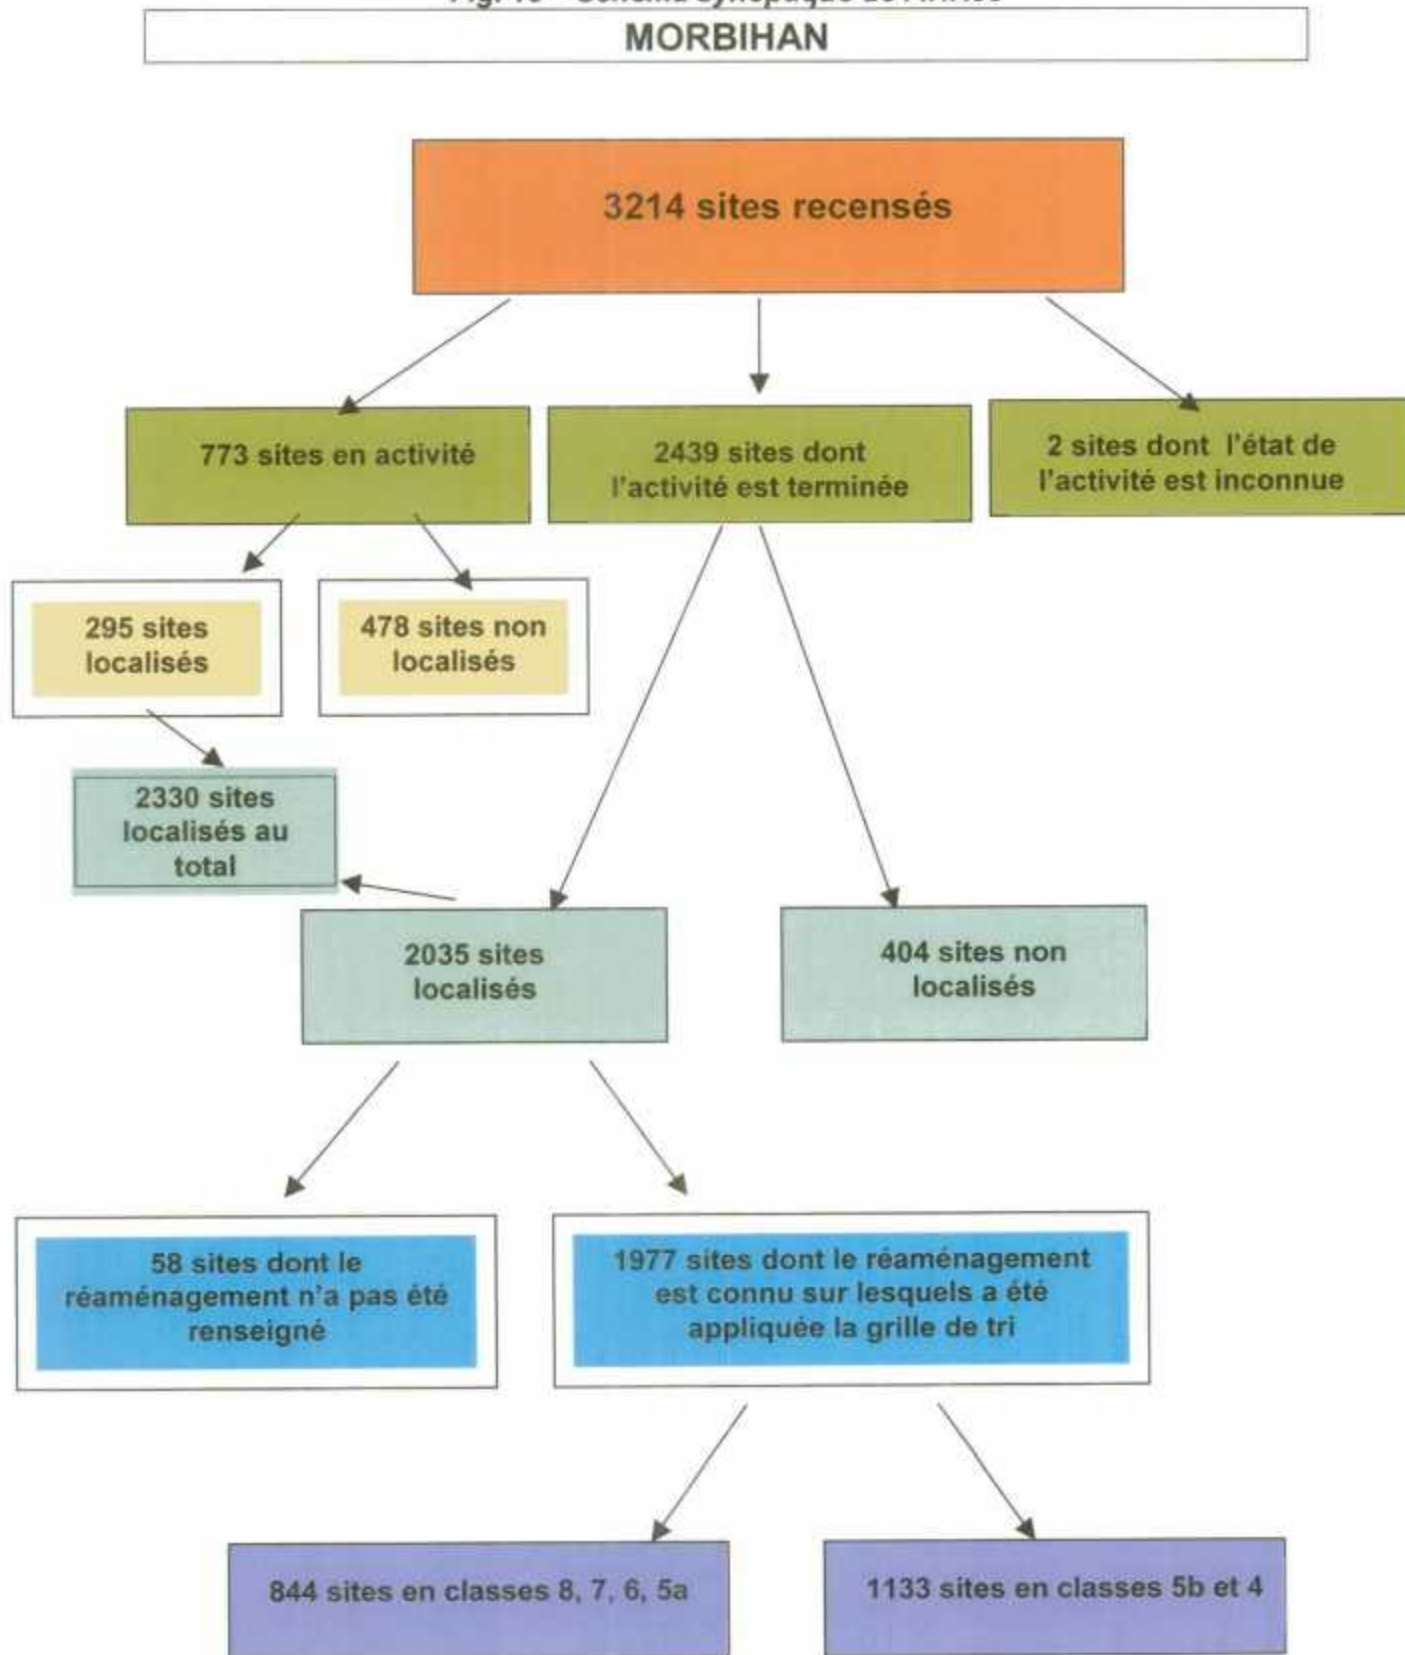 MORBIHAN
3214 sites recensés
773 sites en activité
2439 sites dont
l'activité est terminée
2 sites dont l'état de
l'activité est inconnue
295 sites
localisés
478 sites non
localisés
2330 sites
localisés au
total
2035 sites
localisés
404 sites non
localisés
58 sites dont le
réaménagement n'a pas été
renseigné
1977 sites dont le réaménagement
est connu sur lesquels a été
appliquée la grille de tri
844 sites en classes 8, 7, 6, 5a
1133 sites en classes 5b et 4